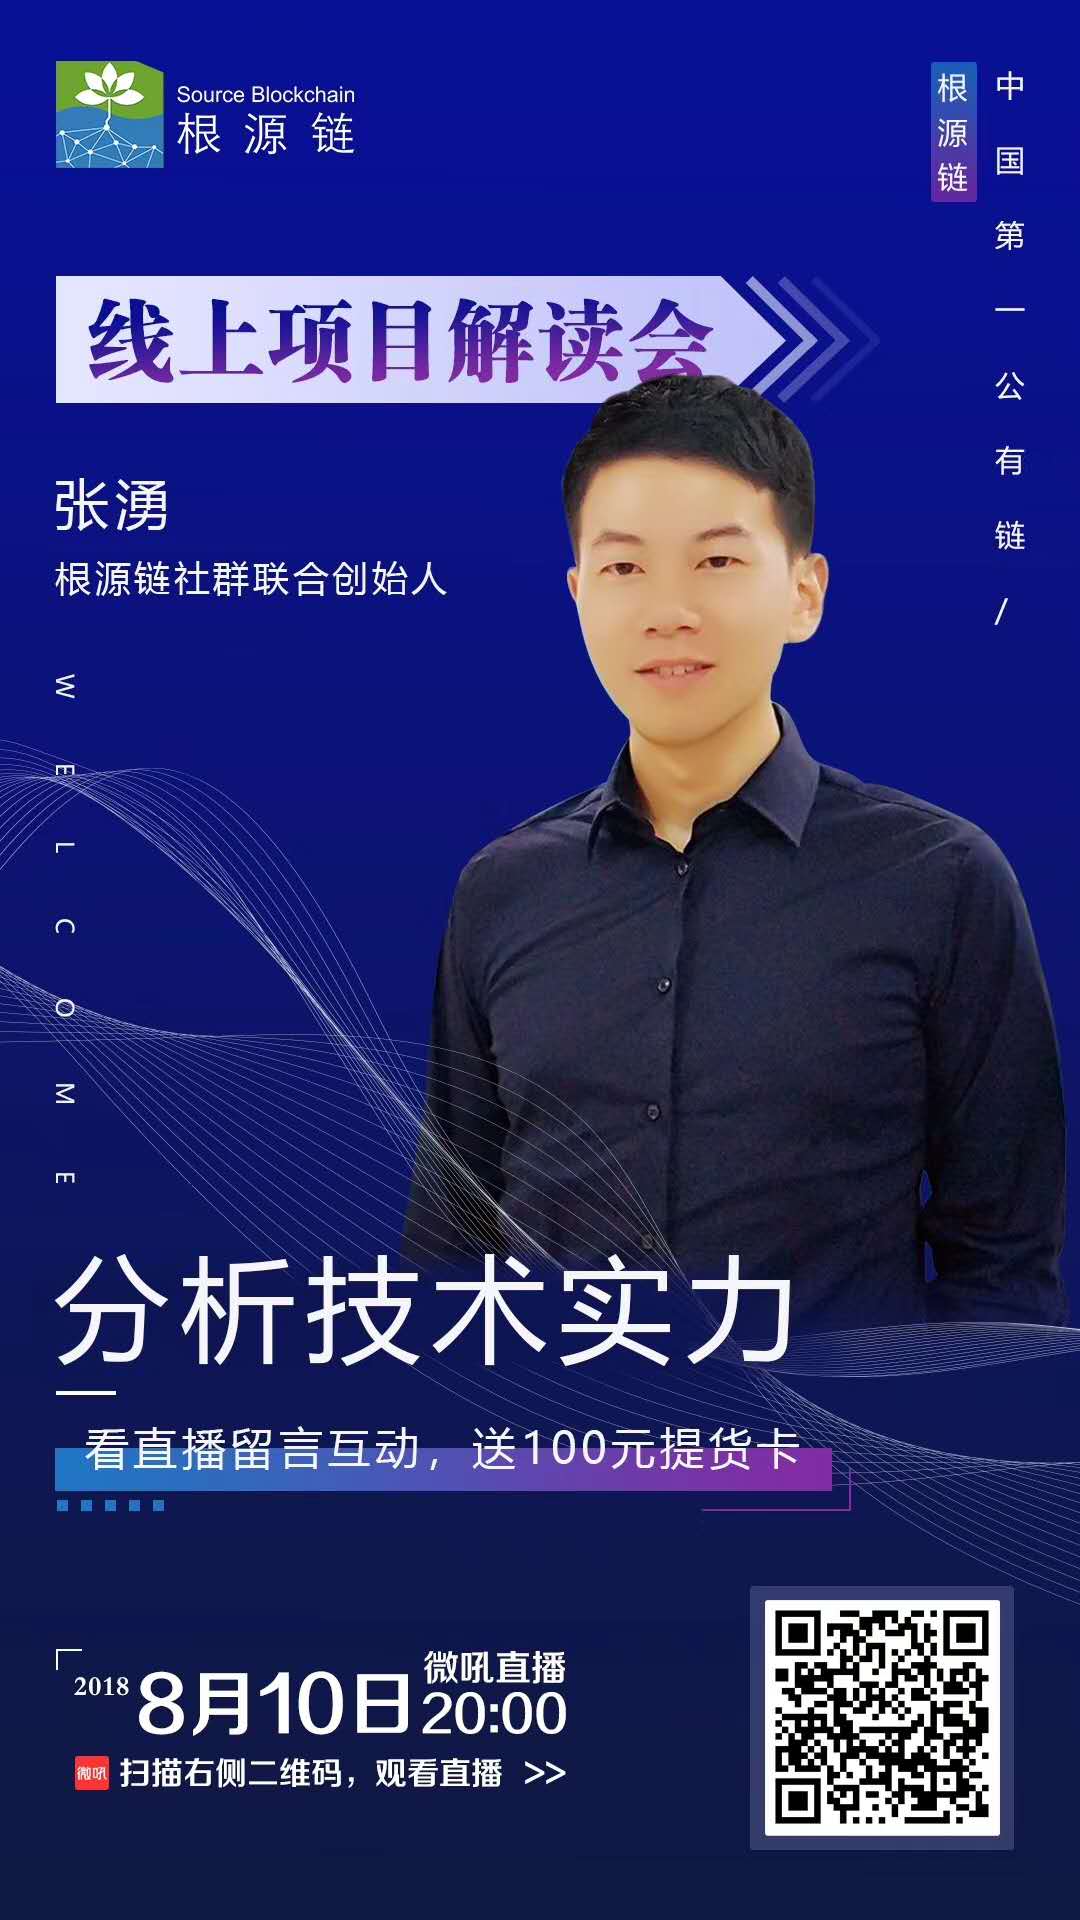 Source Blockchain
根源链
根源链
中国第一公有链/
线上项目解读会
张湧
根源链社群联合创始人
WELCOME
分析技术实力
看直播留言互动，送100元提货卡
2018 8月10日 微吼直播 20:00
微吼 扫描右侧二维码，观看直播 >>